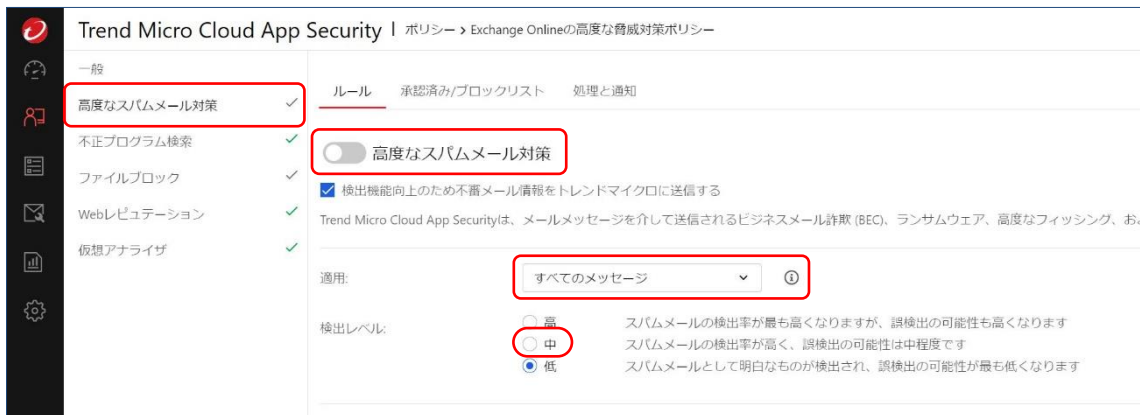 Trend Micro Cloud App Security | ポリシー > Exchange Onlineの高度な脅威対策ポリシー
一般
高度なスパムメール対策
不正プログラム検索
ファイルブロック
Webレピュテーション
仮想アナライザ
ルール 承認済み/ブロックリスト 処理と通知
高度なスパムメール対策
検出機能向上のため不審メール情報をトレンドマイクロに送信する
Trend Micro Cloud App Securityは、メールメッセージを介して送信されるビジネスメール詐欺 (BEC)、ランサムウェア、高度なフィッシング、およ
適用: すべてのメッセージ
検出レベル: 高 スパムメールの検出率が最も高くなりますが、誤検出の可能性も高くなります
中 スパムメールの検出率が高く、誤検出の可能性は中程度です
低 スパムメールとして明白なものが検出され、誤検出の可能性が最も低くなります